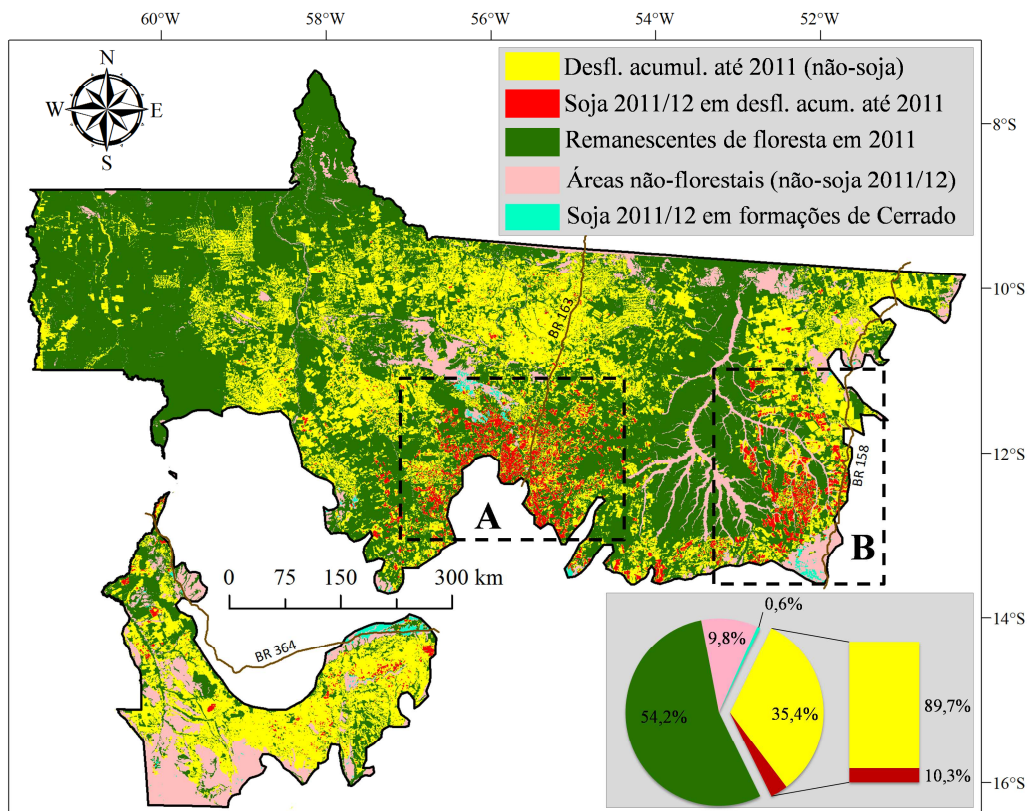 60°W 58°W 56°W 54°W 52°W
N
W E
S
Desfl. acumul. até 2011 (não-soja)
Soja 2011/12 em desfl. acum. até 2011
Remanescentes de floresta em 2011
Áreas não-florestais (não-soja 2011/12)
Soja 2011/12 em formações de Cerrado
8°S
10°S
12°S
14°S
16°S
BR 163
BR 158
A
B
0 75 150 300 km
BR 364
0,6%
9,8%
54,2%
35,4%
89,7%
10,3%